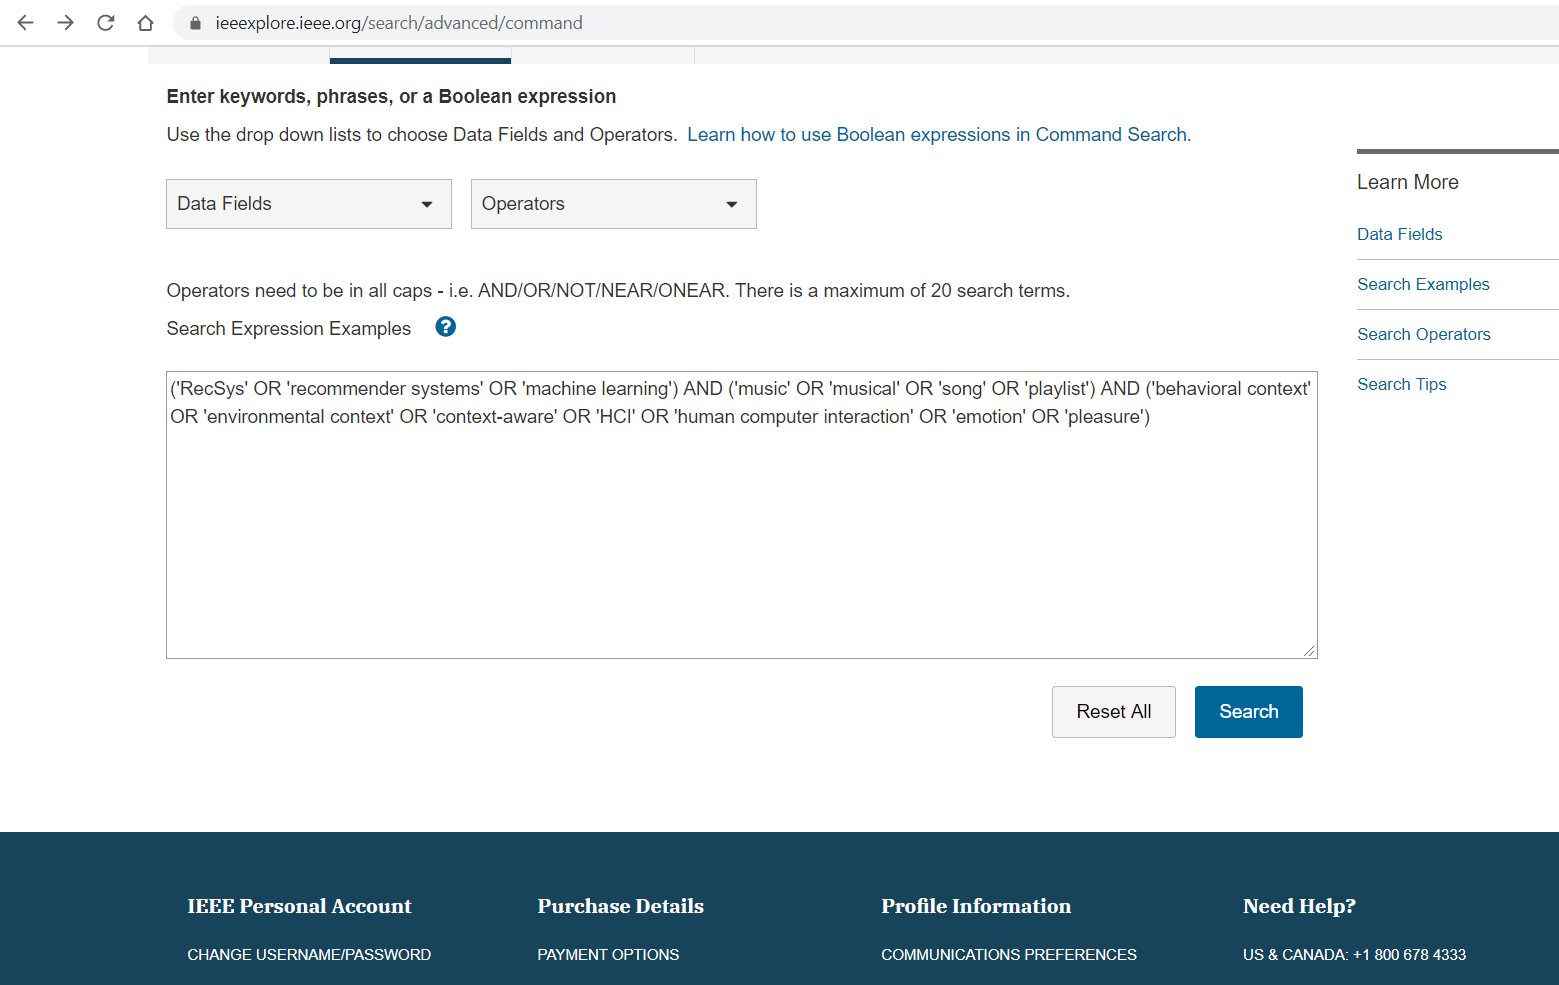 ieeexplore.ieee.org/search/advanced/command
Enter keywords, phrases, or a Boolean expression
Use the drop down lists to choose Data Fields and Operators. Learn how to use Boolean expressions in Command Search.
Data Fields
Operators
Operators need to be in all caps - i.e. AND/OR/NOT/NEAR/ONEAR. There is a maximum of 20 search terms.
Search Expression Examples ?
('RecSys' OR 'recommender systems' OR 'machine learning') AND ('music' OR 'musical' OR 'song' OR 'playlist') AND ('behavioral context'
OR 'environmental context' OR 'context-aware' OR 'HCI' OR 'human computer interaction' OR 'emotion' OR 'pleasure')
Reset All
Search
Learn More
Data Fields
Search Examples
Search Operators
Search Tips
IEEE Personal Account
CHANGE USERNAME/PASSWORD
Purchase Details
PAYMENT OPTIONS
Profile Information
COMMUNICATIONS PREFERENCES
Need Help?
US & CANADA: +1 800 678 4333